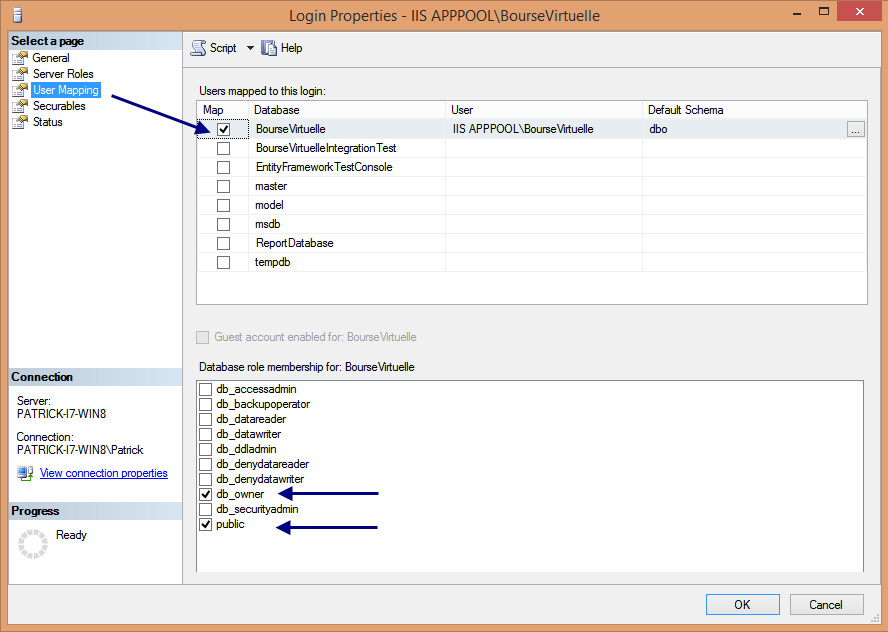 Login Properties - IIS APPPOOL\BourseVirtuelle
Select a page
General
Server Roles
User Mapping
Securables
Status
Script Help
Users mapped to this login:
Map Database User Default Schema
BourseVirtuelle IIS APPPOOL\BourseVirtuelle dbo ...
BourseVirtuelleIntegrationTest
EntityFrameworkTestConsole
master
model
msdb
ReportDatabase
tempdb
Guest account enabled for: BourseVirtuelle
Database role membership for: BourseVirtuelle
db_accessadmin
db_backupoperator
db_datareader
db_datawriter
db_ddladmin
db_denydatareader
db_denydatawriter
db_owner
db_securityadmin
public
Connection
Server:
PATRICK-I7-WIN8
Connection:
PATRICK-I7-WIN8\Patrick
View connection properties
Progress
Ready
OK Cancel